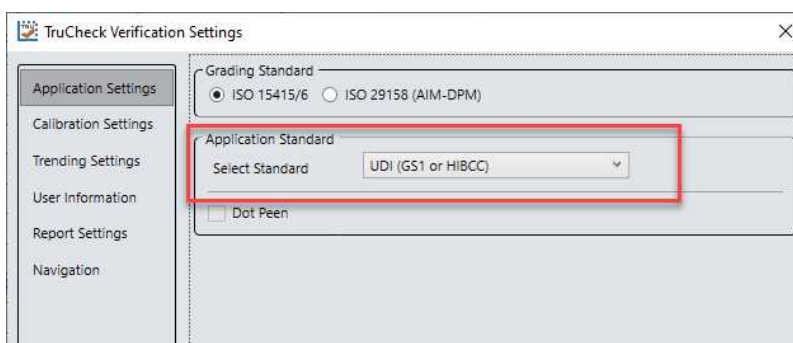 TruCheck Verification Settings
Application Settings
Calibration Settings
Trending Settings
User Information
Report Settings
Navigation
Grading Standard
ISO 15415/6 ISO 29158 (AIM-DPM)
Application Standard
Select Standard UDI (GS1 or HIBCC)
Dot Peen